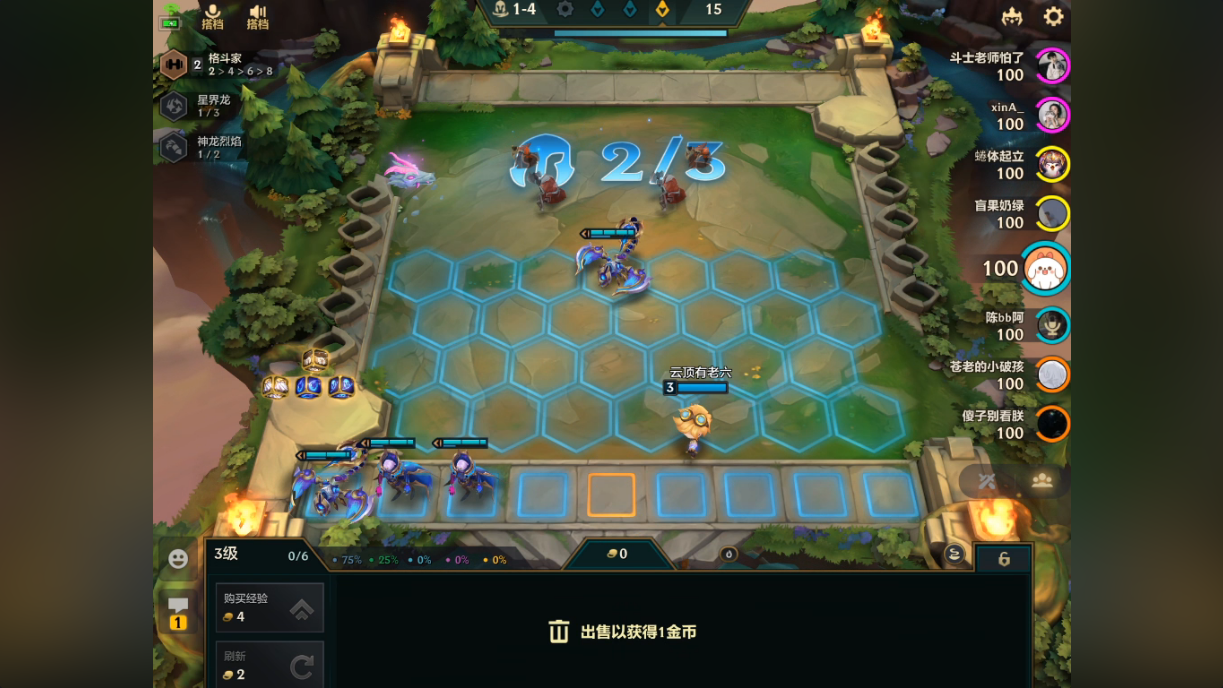 搭档
搭档
1-4
15
2
格斗家
2 > 4 > 6 > 8
星界龙
1 / 3
神龙烈焰
1 / 2
2/3
斗士老师怕了
100
xinA_
100
蜷体起立
100
盲果奶绿
100
100
陈bb阿
100
苍老的小破孩
100
傻子别看朕
100
云顶有老六
3
3级
0/6
75%
25%
0%
0%
0%
0
1
购买经验
4
刷新
2
出售以获得1金币